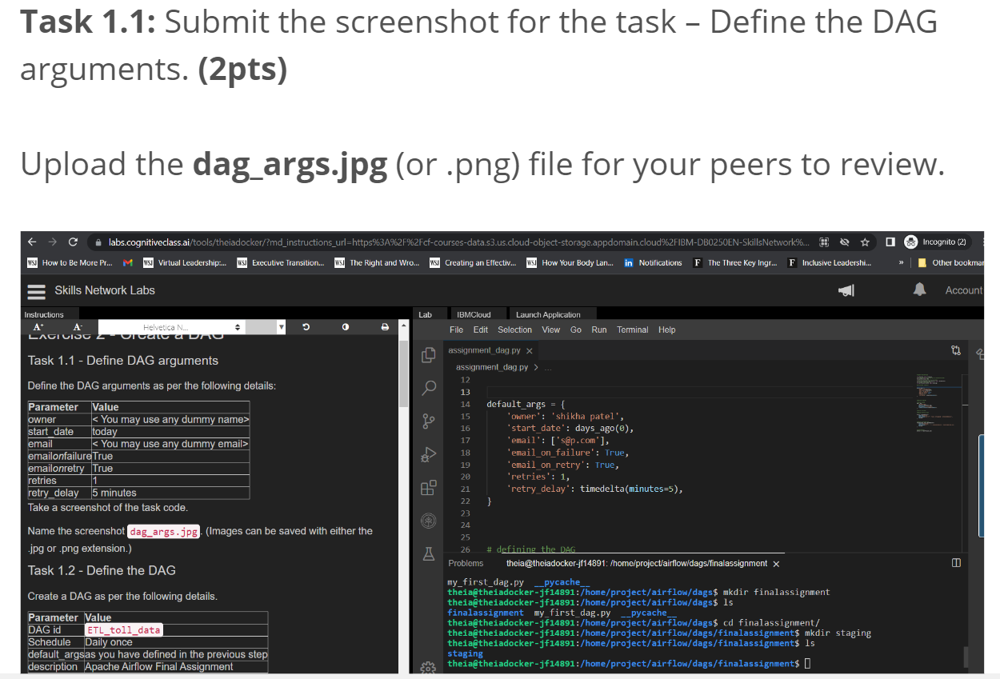 Task 1.1: Submit the screenshot for the task – Define the DAG
arguments. (2pts)
Upload the dag_args.jpg (or .png) file for your peers to review.
labs.cognitiveclass.ai/tools/theiadocker/?md_instructions_url=https%3A%2F%2Fcf-courses-data.s3.us.cloud-object-storage.appdomain.cloud%2FIBM-DB0250EN-SkillsNetwork%... Incognito (2)
WSJ How to Be More Pr... WSJ Virtual Leadership:... WSJ Executive Transition... WSJ The Right and Wro... WSJ Creating an Effectiv... WSJ How Your Body Lan... in Notifications F The Three Key Ingr... F Inclusive Leadershi... » Other bookmar
Skills Network Labs Account
Instructions
A+ A- Helvetica N...
Exercise 2 - Create a DAG
Task 1.1 - Define DAG arguments
Define the DAG arguments as per the following details:
Parameter Value
owner < You may use any dummy name>
start_date today
email < You may use any dummy email>
emailonfailure True
emailonretry True
retries 1
retry_delay 5 minutes
Take a screenshot of the task code.
Name the screenshot dag_args.jpg. (Images can be saved with either the
.jpg or .png extension.)
Task 1.2 - Define the DAG
Create a DAG as per the following details.
Parameter Value
DAG id ETL_toll_data
Schedule Daily once
default_args as you have defined in the previous step
description Apache Airflow Final Assignment
Lab IBMCloud Launch Application
File Edit Selection View Go Run Terminal Help
assignment_dag.py ×
assignment_dag.py > ...
12
13
14 default_args = {
15 'owner': 'shikha patel',
16 'start_date': days_ago(0),
17 'email': ['s@p.com'],
18 'email_on_failure': True,
19 'email_on_retry': True,
20 'retries': 1,
21 'retry_delay': timedelta(minutes=5),
22 }
23
24
25
26 # defining the DAG
Problems theia@theiadocker-jf14891: /home/project/airflow/dags/finalassignment ×
my_first_dag.py __pycache__
theia@theiadocker-jf14891:/home/project/airflow/dags$ mkdir finalassignment
theia@theiadocker-jf14891:/home/project/airflow/dags$ ls
finalassignment my_first_dag.py __pycache__
theia@theiadocker-jf14891:/home/project/airflow/dags$ cd finalassignment/
theia@theiadocker-jf14891:/home/project/airflow/dags/finalassignment$ mkdir staging
theia@theiadocker-jf14891:/home/project/airflow/dags/finalassignment$ ls
staging
theia@theiadocker-jf14891:/home/project/airflow/dags/finalassignment$